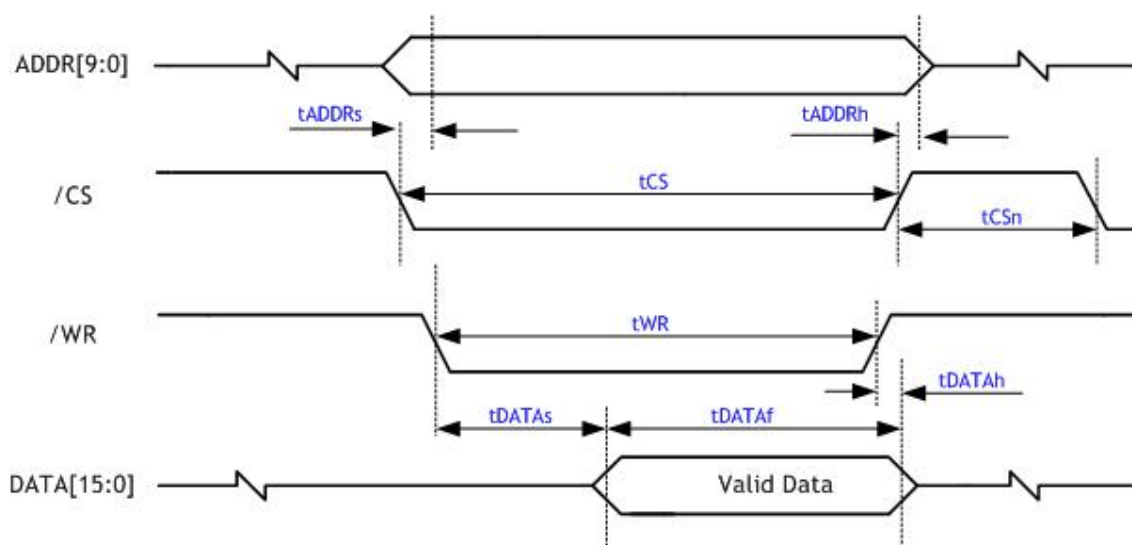 ADDR[9:0]
tADDRs
tADDRh
/CS
tCS
tCSn
/WR
tWR
tDATAh
tDATAs
tDATAf
DATA[15:0]
Valid Data